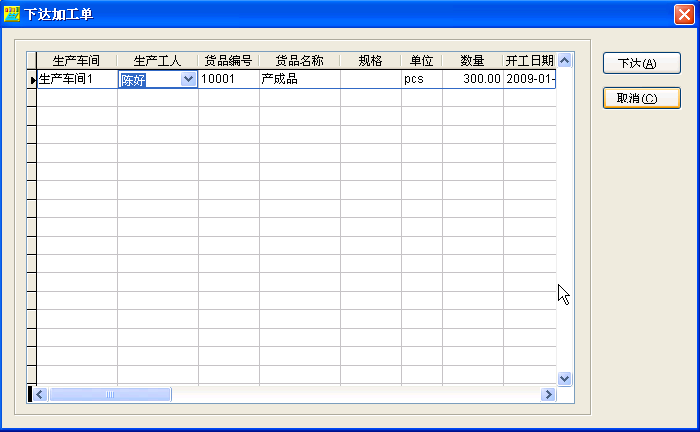 下达加工单
生产车间 生产工人 货品编号 货品名称 规格 单位 数量 开工日期
生产车间1 陈好 10001 产成品 pcs 300.00 2009-01-
下达(A)
取消(C)